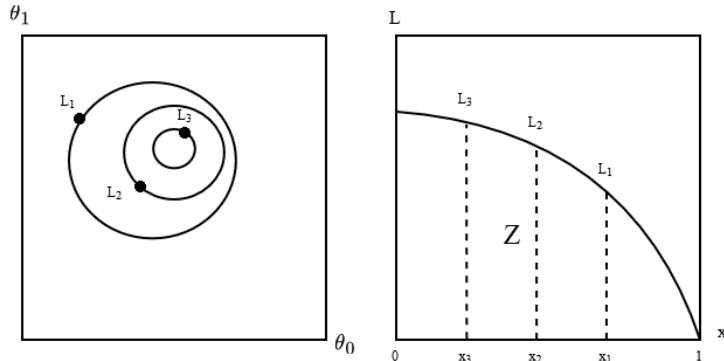 θ₁
L₁
L₃
L₂
θ₀
L
L₃
L₂
L₁
Z
x
0
x₃
x₂
x₁
1